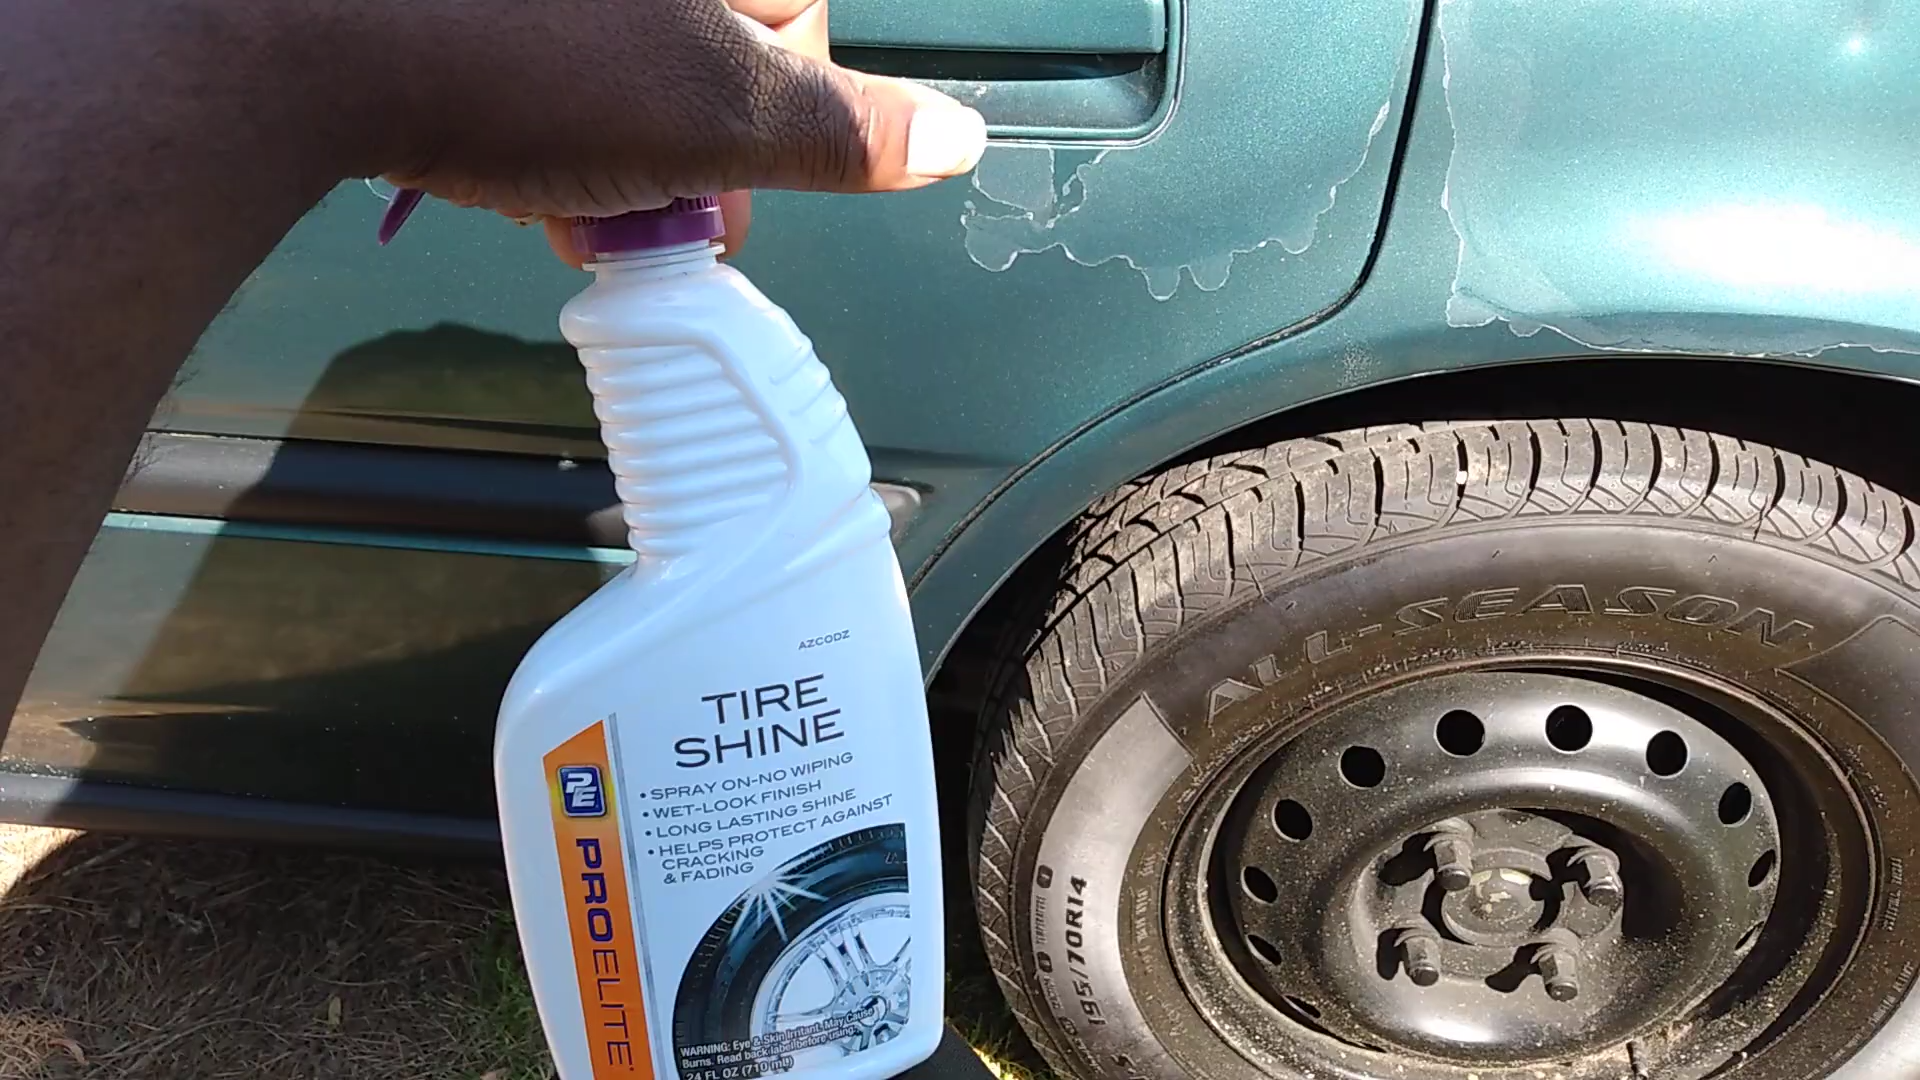 AZCODZ
TIRE
SHINE
• SPRAY ON-NO WIPING
• WET-LOOK FINISH
• LONG LASTING SHINE
• HELPS PROTECT AGAINST
CRACKING
& FADING
PE
PROELITE
WARNING: Eye & Skin Irritant. May Cause
Burns. Read back label before using.
24 FL OZ (710 mL)
ALL-SEASON
195/70R14